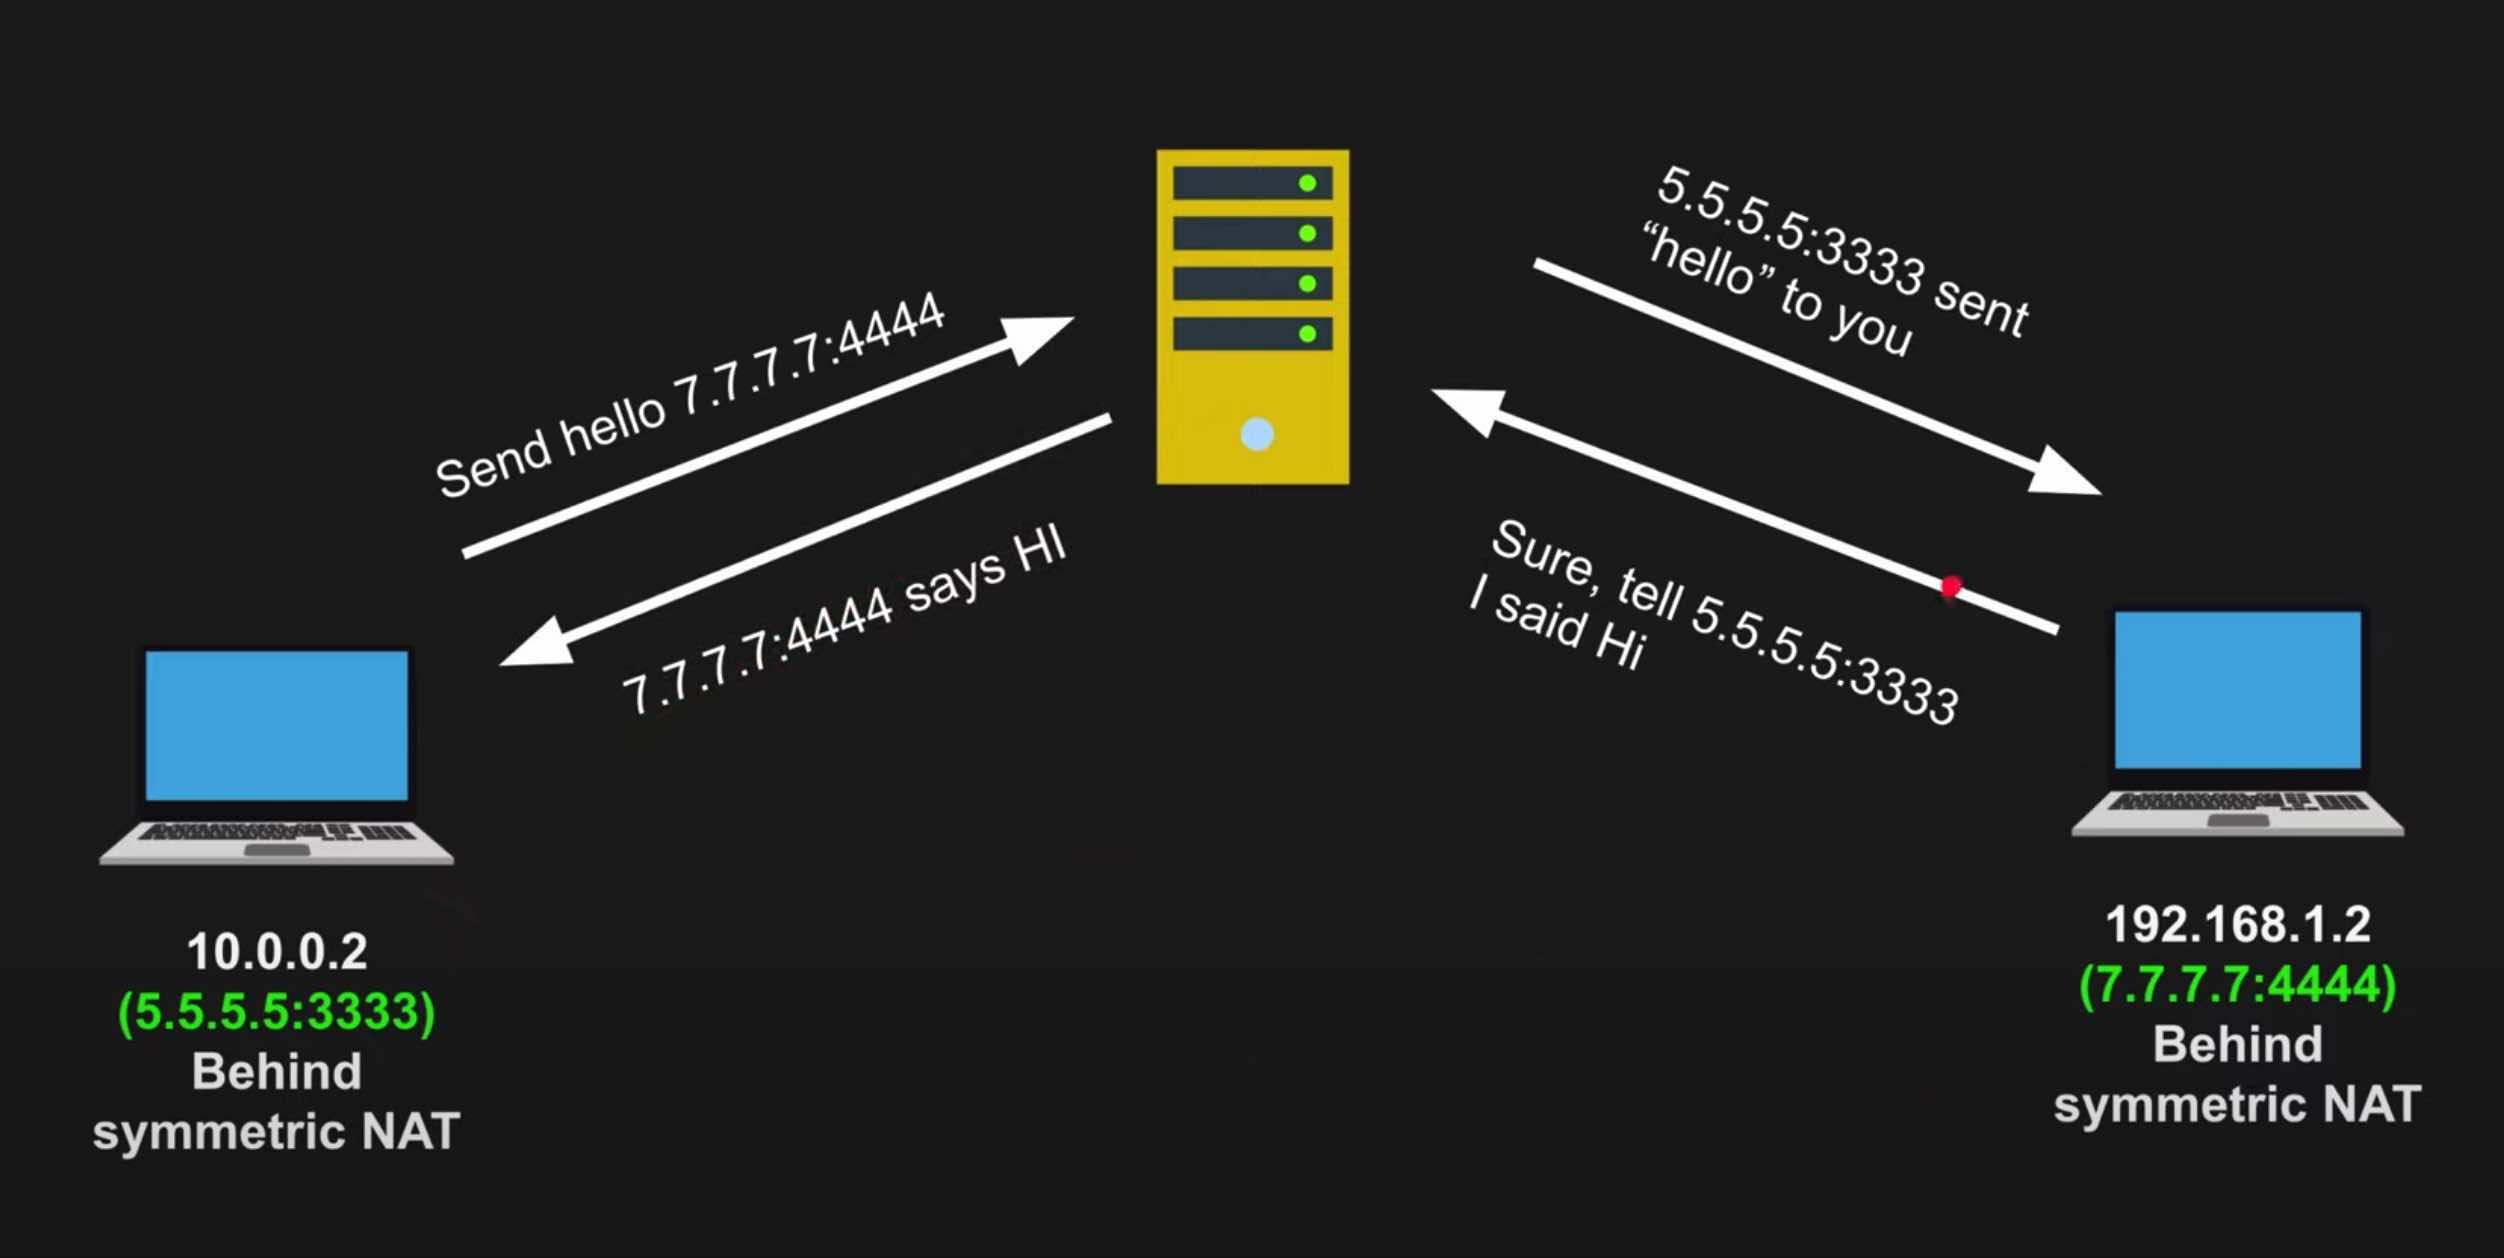 Send hello 7.7.7.7:4444
7.7.7.7:4444 says HI
5.5.5.5:3333 sent
“hello” to you
Sure, tell 5.5.5.5:3333
I said Hi
10.0.0.2
(5.5.5.5:3333)
Behind
symmetric NAT
192.168.1.2
(7.7.7.7:4444)
Behind
symmetric NAT